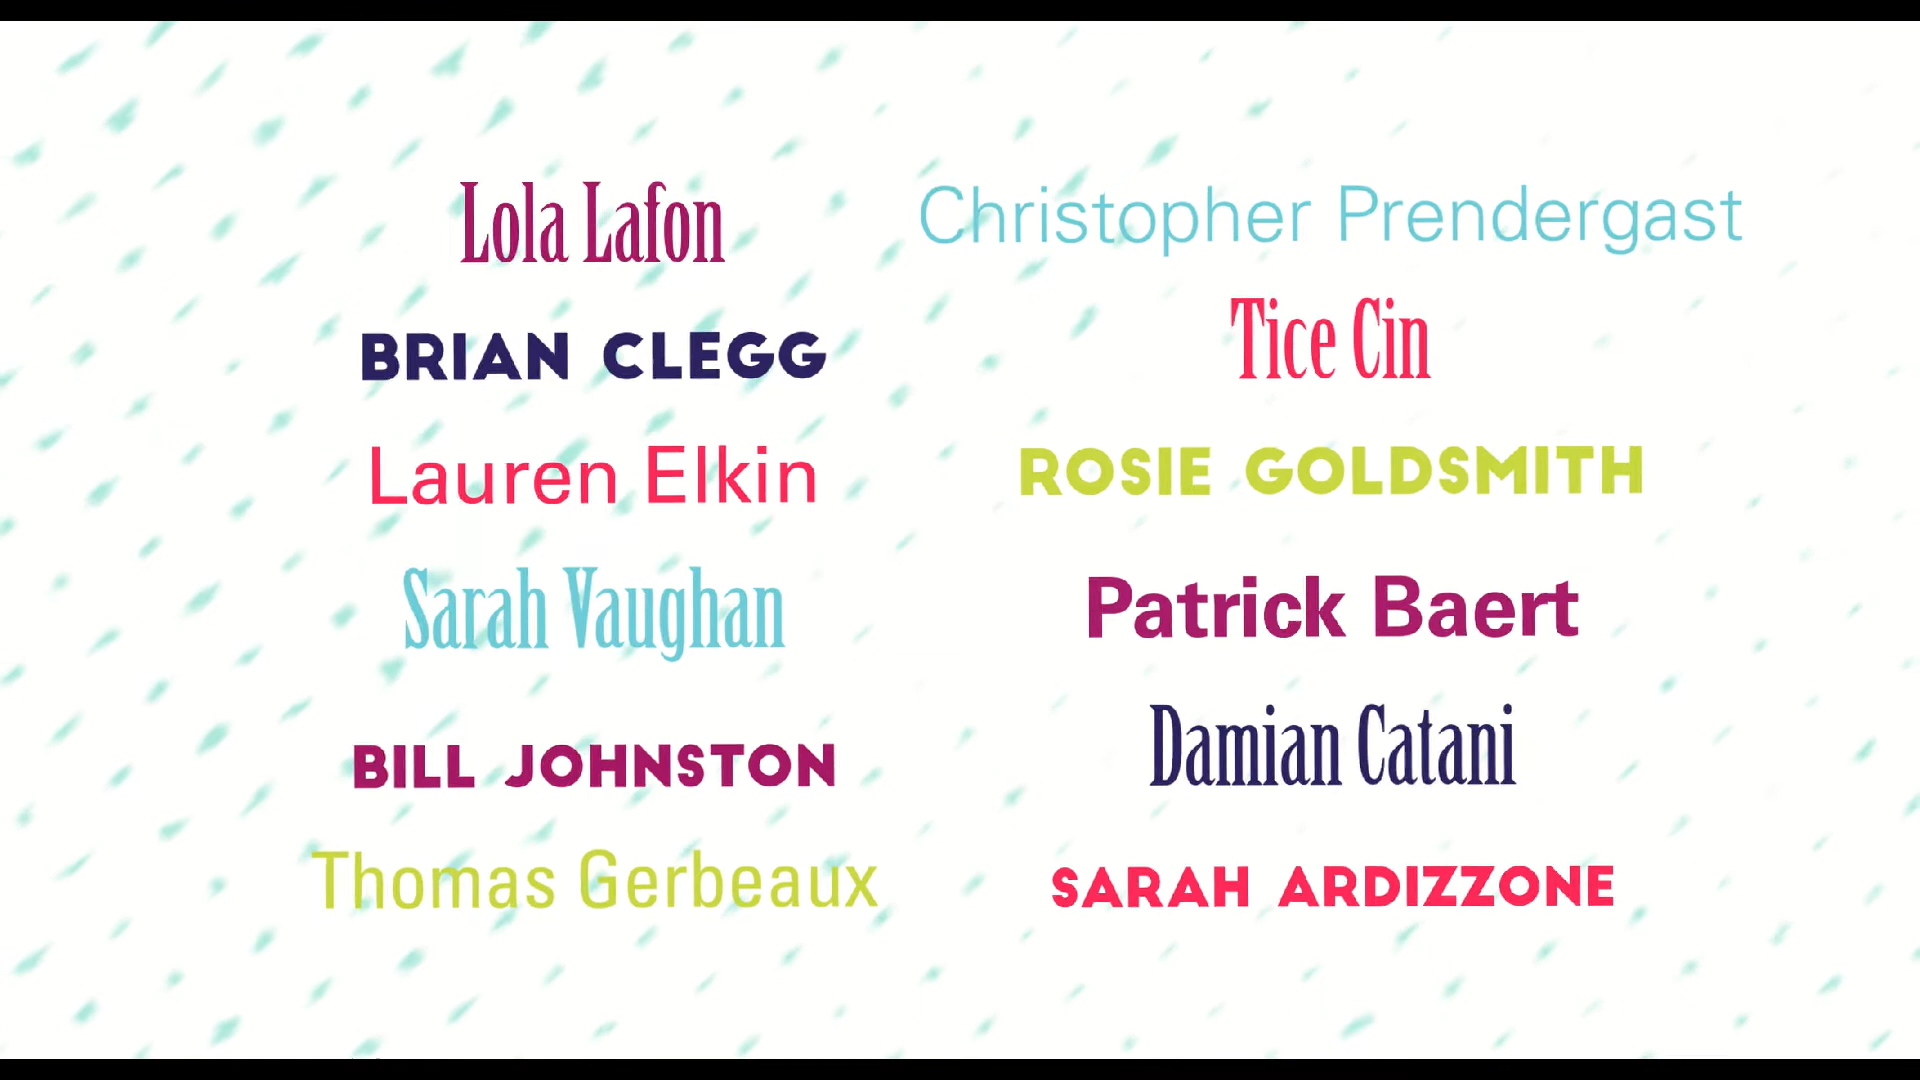 Lola Lafon
BRIAN CLEGG
Lauren Elkin
Sarah Vaughan
BILL JOHNSTON
Thomas Gerbeaux
Christopher Prendergast
Tice Cin
ROSIE GOLDSMITH
Patrick Baert
Damian Catani
SARAH ARDIZZONE